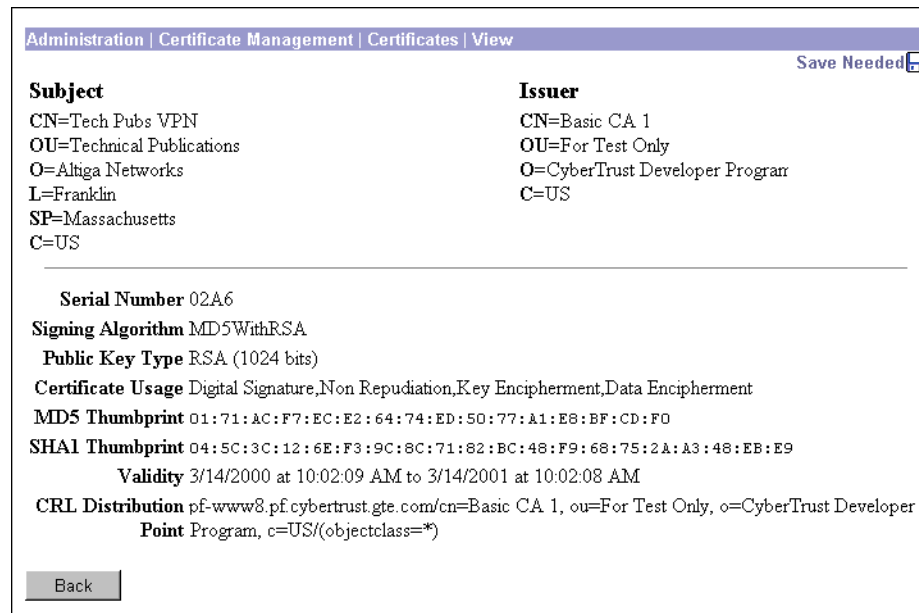 Administration | Certificate Management | Certificates | View
Save Needed
Subject
CN=Tech Pubs VPN
OU=Technical Publications
O=Altiga Networks
L=Franklin
SP=Massachusetts
C=US
Issuer
CN=Basic CA 1
OU=For Test Only
O=CyberTrust Developer Program
C=US
Serial Number 02A6
Signing Algorithm MD5WithRSA
Public Key Type RSA (1024 bits)
Certificate Usage Digital Signature,Non Repudiation,Key Encipherment,Data Encipherment
MD5 Thumbprint 01:71:AC:F7:EC:E2:64:74:ED:50:77:A1:E8:BF:CD:F0
SHA1 Thumbprint 04:5C:3C:12:6E:F3:9C:8C:71:82:BC:48:F9:68:75:2A:A3:48:EB:E9
Validity 3/14/2000 at 10:02:09 AM to 3/14/2001 at 10:02:08 AM
CRL Distribution pf-www8.pf.cybertrust.gte.com/cn=Basic CA 1, ou=For Test Only, o=CyberTrust Developer
Point Program, c=US/(objectclass=*)
Back